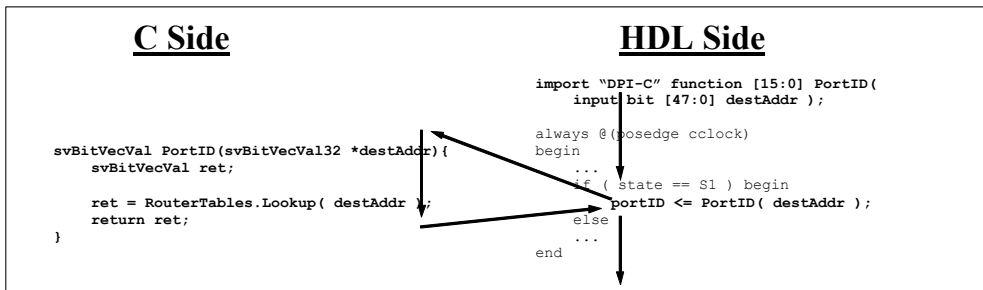 C Side
svBitVecVal PortID(svBitVecVal32 *destAddr){
svBitVecVal ret;
ret = RouterTables.Lookup( destAddr );
return ret;
}
HDL Side
import “DPI-C” function [15:0] PortID(
input bit [47:0] destAddr );
always @(posedge cclock)
begin
...
if ( state == S1 ) begin
portID <= PortID( destAddr );
else
...
end